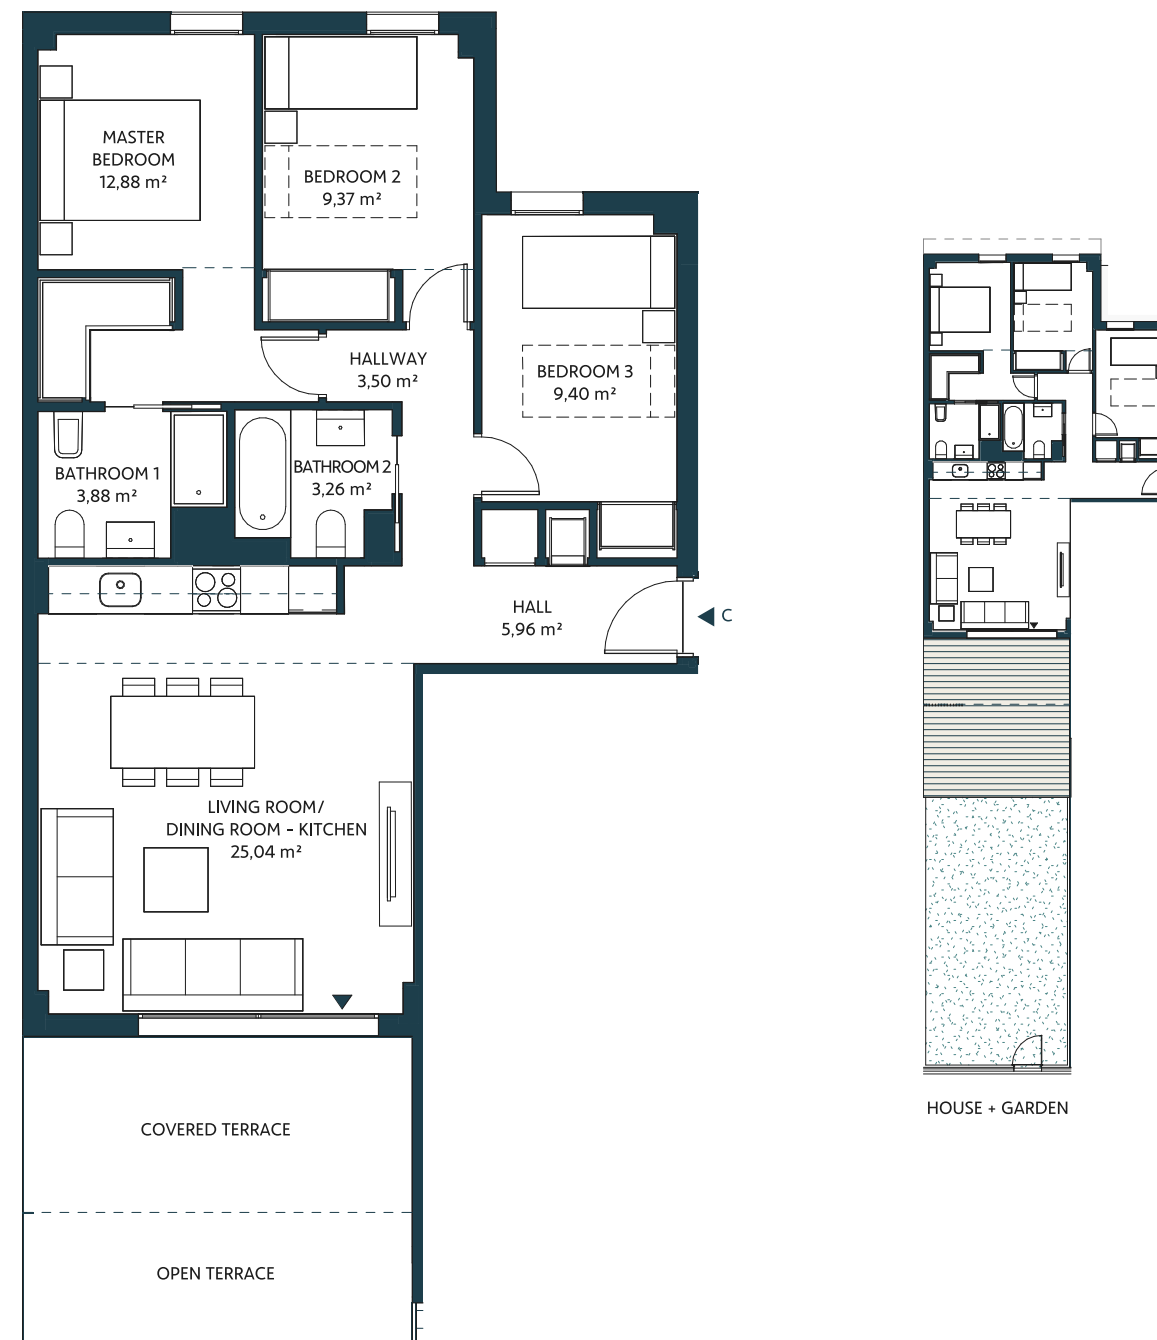 MASTER
BEDROOM
12,88 m²
BEDROOM 2
9,37 m²
HALLWAY
3,50 m²
BEDROOM 3
9,40 m²
BATHROOM 1
3,88 m²
BATHROOM 2
3,26 m²
HALL
5,96 m²
C
LIVING ROOM/
DINING ROOM - KITCHEN
25,04 m²
COVERED TERRACE
OPEN TERRACE
HOUSE + GARDEN